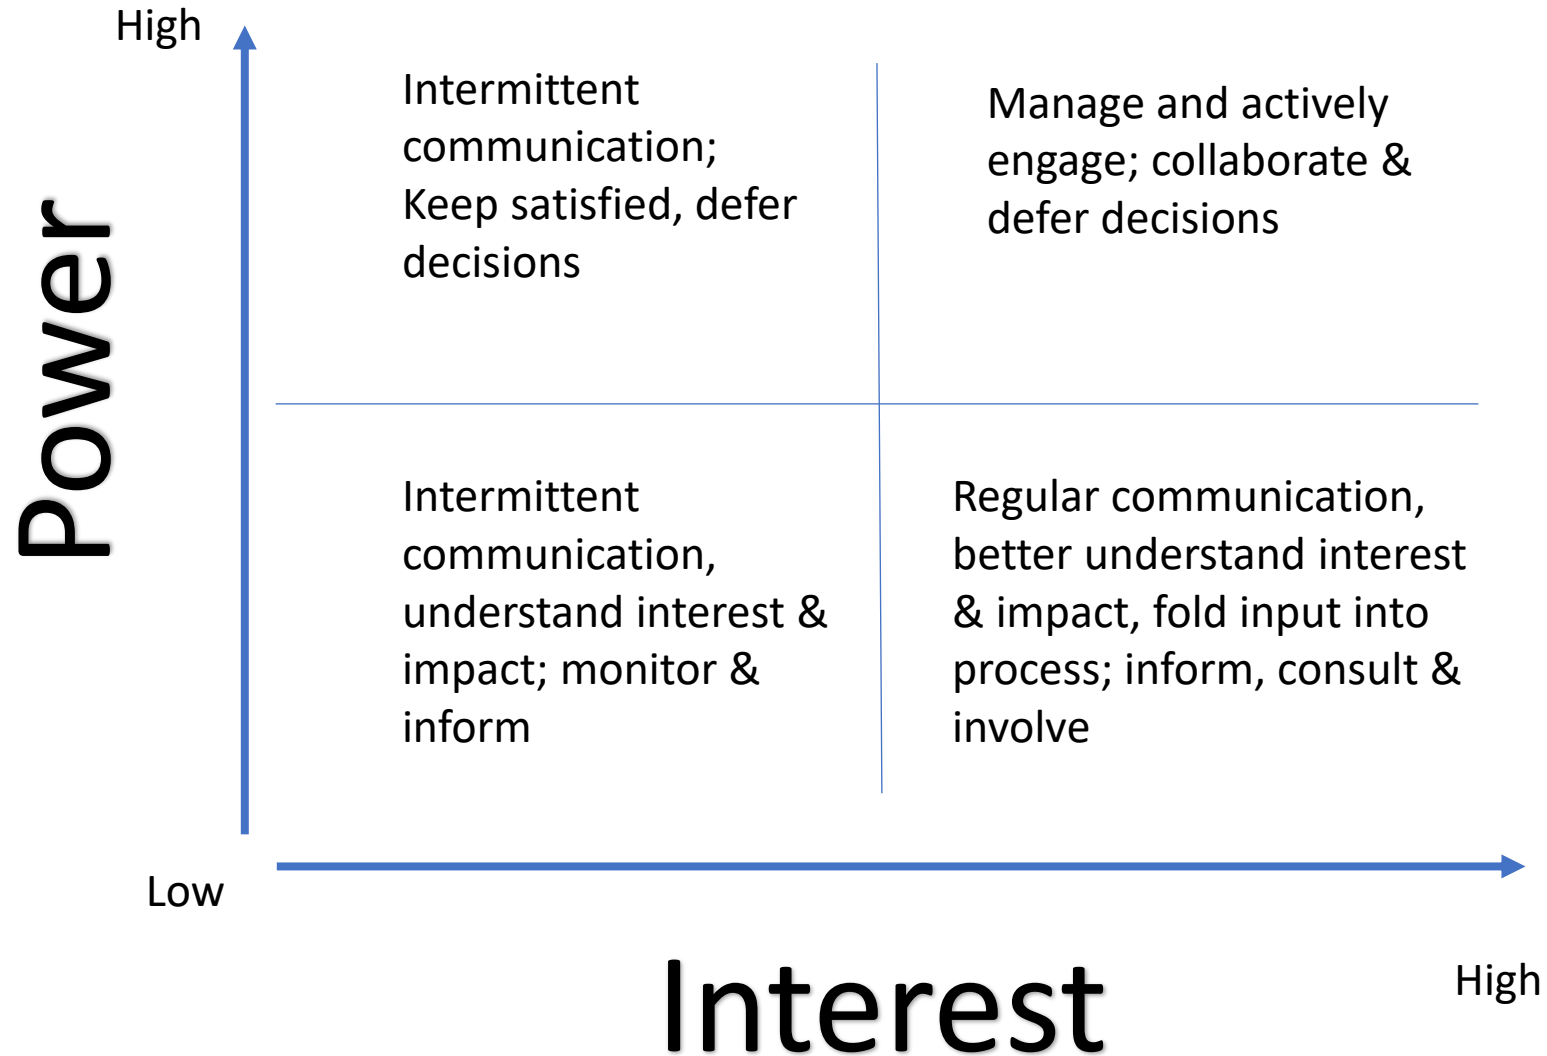 High
Power
Intermittent
communication;
Keep satisfied, defer
decisions
Manage and actively
engage; collaborate &
defer decisions
Intermittent
communication,
understand interest &
impact; monitor &
inform
Regular communication,
better understand interest
& impact, fold input into
process; inform, consult &
involve
Low
Interest
High